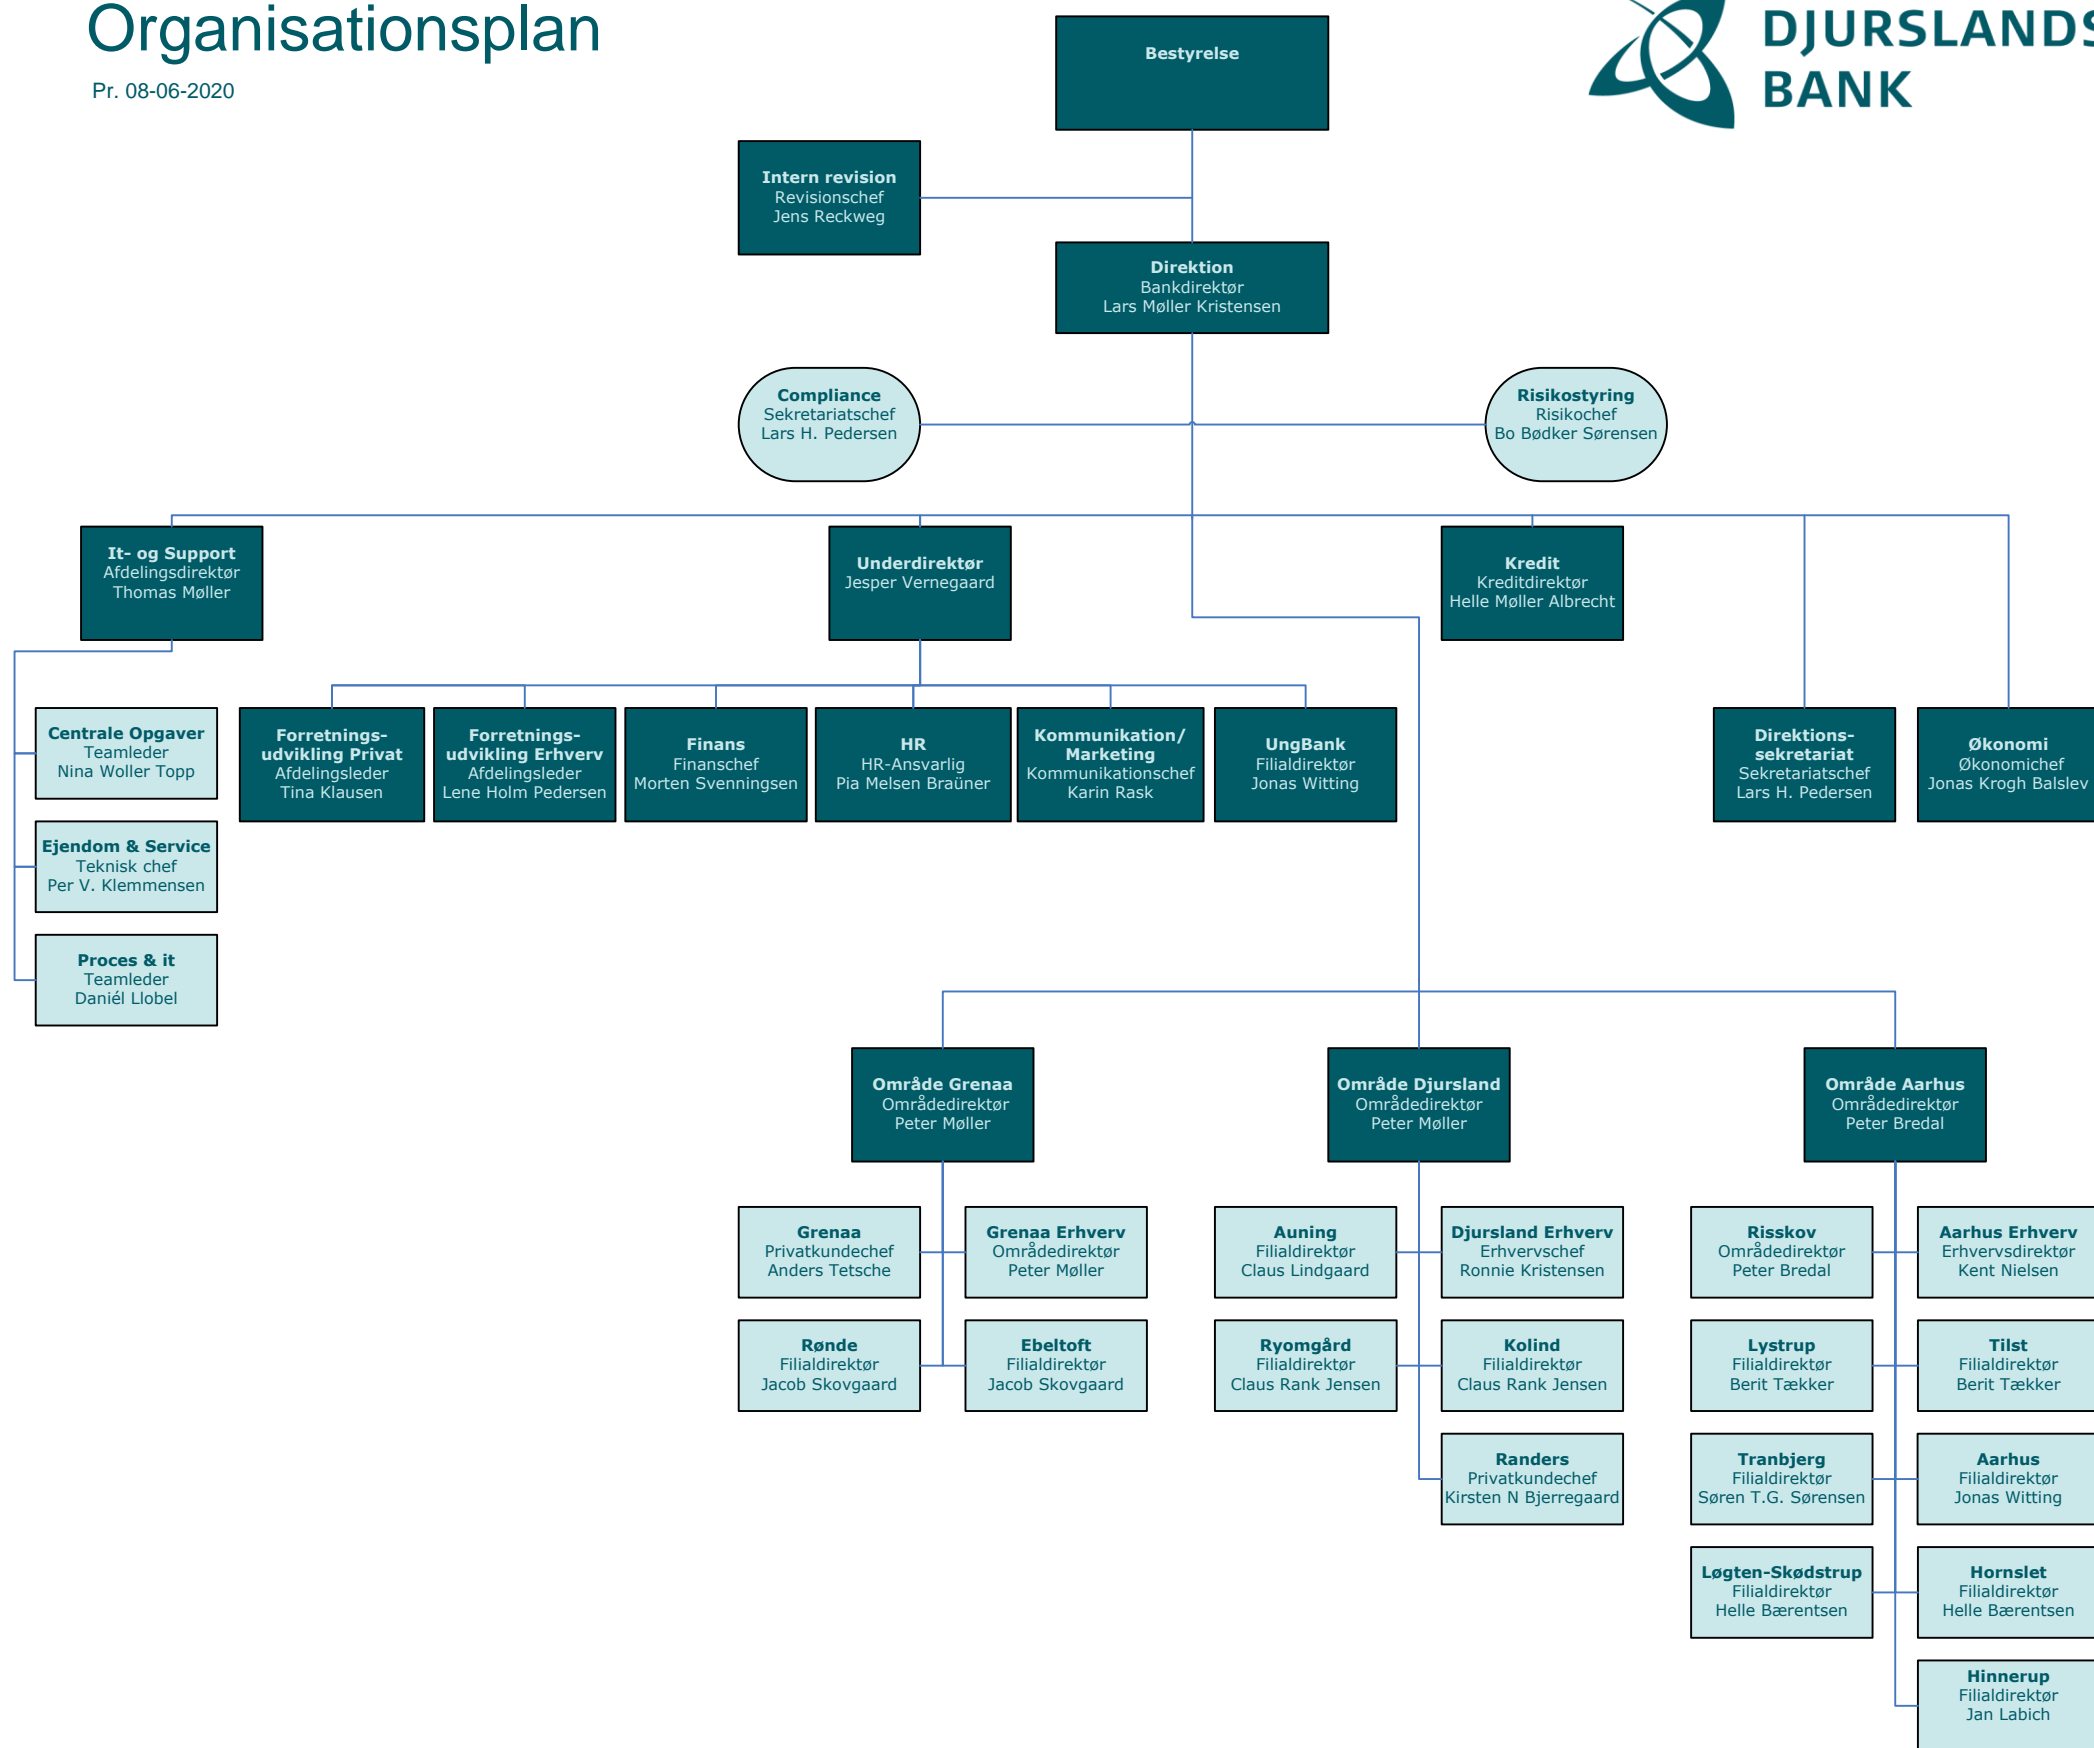 Organisationsplan
Pr. 08-06-2020
DJURSLANDS
BANK
Bestyrelse
Intern revision
Revisionschef
Jens Reckweg
Direktion
Bankdirektør
Lars Møller Kristensen
Compliance
Sekretariatschef
Lars H. Pedersen
Risikostyring
Risikochef
Bo Bødker Sørensen
It- og Support
Afdelingsdirektør
Thomas Møller
Underdirektør
Jesper Vernegaard
Kredit
Kreditdirektør
Helle Møller Albrecht
Centrale Opgaver
Teamleder
Nina Woller Topp
Forretnings-
udvikling Privat
Afdelingsleder
Tina Klausen
Forretnings-
udvikling Erhverv
Afdelingsleder
Lene Holm Pedersen
Finans
Finanschef
Morten Svenningsen
HR
HR-Ansvarlig
Pia Melsen Braüner
Kommunikation/
Marketing
Kommunikationschef
Karin Rask
UngBank
Filialdirektør
Jonas Witting
Direktions-
sekretariat
Sekretariatschef
Lars H. Pedersen
Økonomi
Økonomichef
Jonas Krogh Balslev
Ejendom & Service
Teknisk chef
Per V. Klemmensen
Proces & it
Teamleder
Daniél Llobel
Område Grenaa
Områdedirektør
Peter Møller
Område Djursland
Områdedirektør
Peter Møller
Område Aarhus
Områdedirektør
Peter Bredal
Grenaa
Privatkundechef
Anders Tetsche
Grenaa Erhverv
Områdedirektør
Peter Møller
Auning
Filialdirektør
Claus Lindgaard
Djursland Erhverv
Erhvervschef
Ronnie Kristensen
Risskov
Områdedirektør
Peter Bredal
Aarhus Erhverv
Erhvervsdirektør
Kent Nielsen
Rønde
Filialdirektør
Jacob Skovgaard
Ebeltoft
Filialdirektør
Jacob Skovgaard
Ryomgård
Filialdirektør
Claus Rank Jensen
Kolind
Filialdirektør
Claus Rank Jensen
Lystrup
Filialdirektør
Berit Tækker
Tilst
Filialdirektør
Berit Tækker
Randers
Privatkundechef
Kirsten N Bjerregaard
Tranbjerg
Filialdirektør
Søren T.G. Sørensen
Aarhus
Filialdirektør
Jonas Witting
Løgten-Skødstrup
Filialdirektør
Helle Bærentsen
Hornslet
Filialdirektør
Helle Bærentsen
Hinnerup
Filialdirektør
Jan Labich